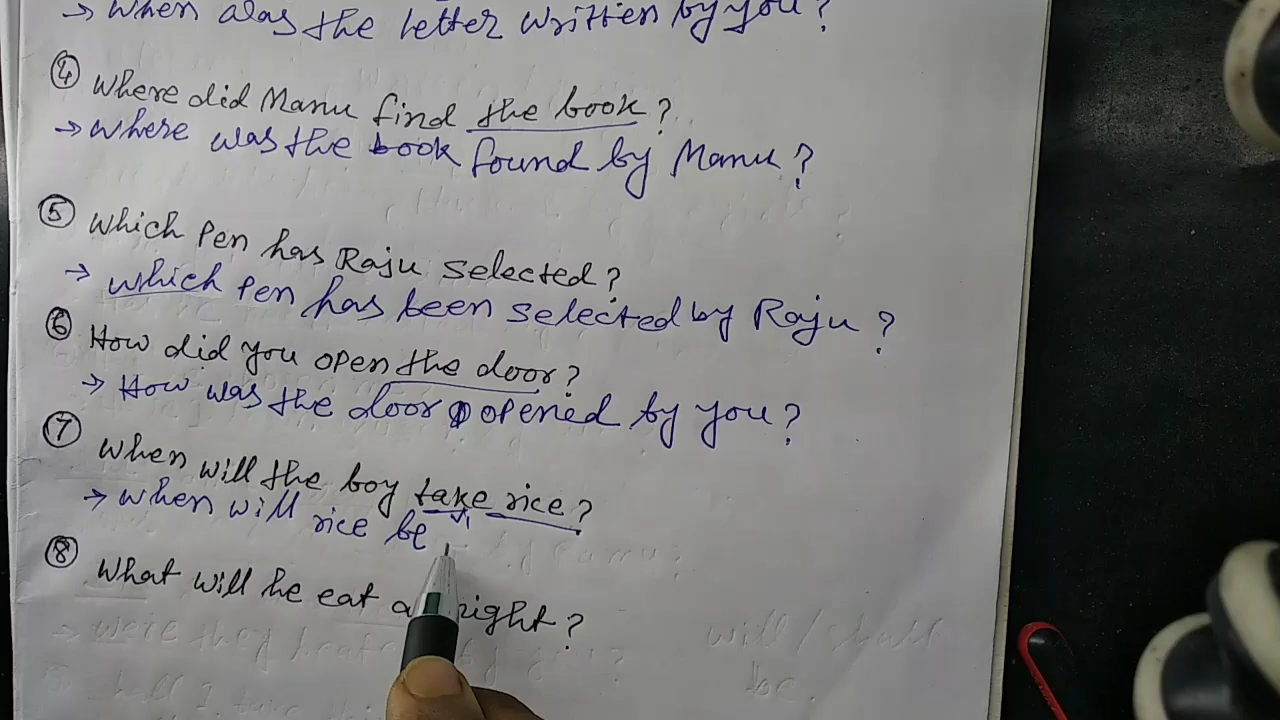 → When was the letter written by you?
④ Where did Manu find the book?
→ Where was the book found by Manu?
⑤ Which Pen has Raju selected?
→ which Pen has been selected by Raju?
⑥ How did you open the door?
→ How was the door opened by you?
⑦ When will the boy take rice?
V1
→ When will rice be
⑧ What will he eat a night?
will/shall
be.